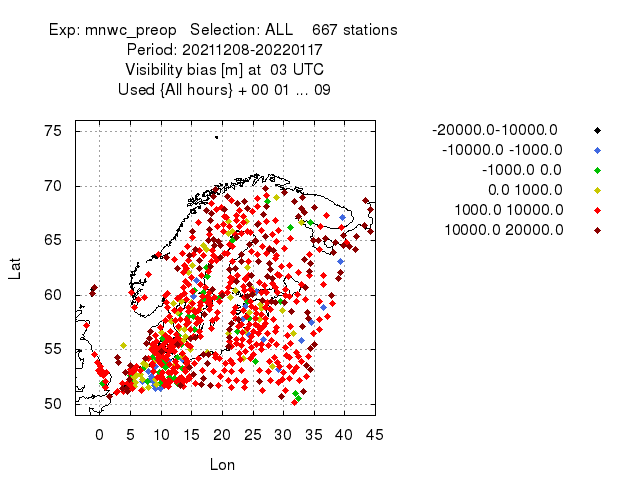 Exp: mnwc_preop   Selection: ALL    667 stations
Period: 20211208-20220117
Visibility bias [m] at  03 UTC
Used {All hours} + 00 01 ... 09
-20000.0-10000.0
-10000.0 -1000.0
-1000.0 0.0
0.0 1000.0
1000.0 10000.0
10000.0 20000.0
75
70
65
60
55
50
Lat
0 5 10 15 20 25 30 35 40 45
Lon